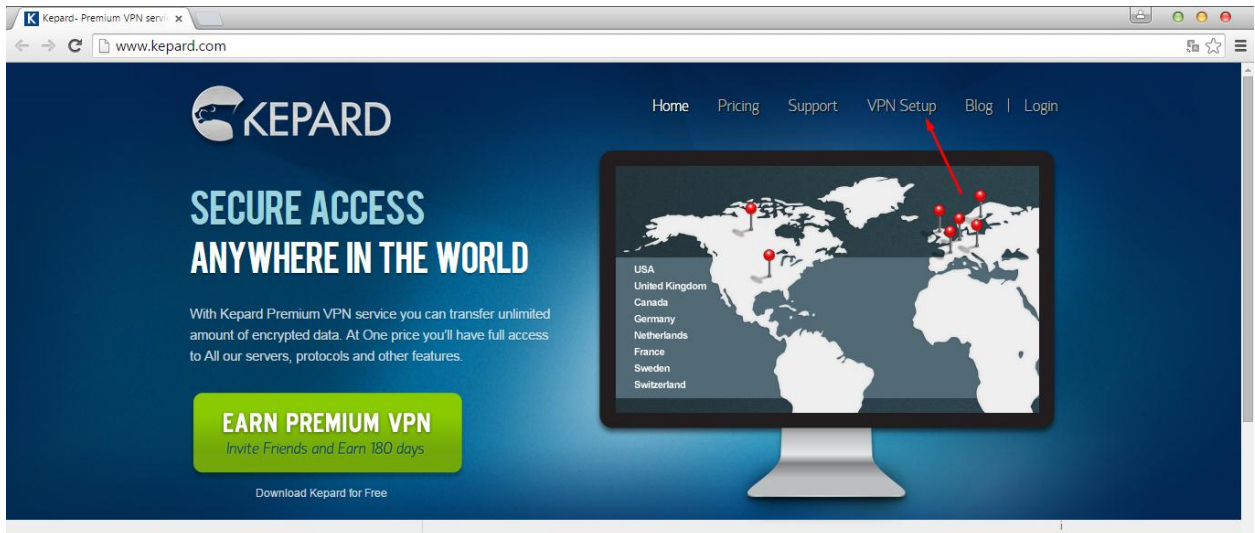 Kepard- Premium VPN servi
www.kepard.com
KEPARD
Home Pricing Support VPN Setup Blog | Login
SECURE ACCESS
ANYWHERE IN THE WORLD
With Kepard Premium VPN service you can transfer unlimited
amount of encrypted data. At One price you'll have full access
to All our servers, protocols and other features.
USA
United Kingdom
Canada
Germany
Netherlands
France
Sweden
Switzerland
EARN PREMIUM VPN
Invite Friends and Earn 180 days
Download Kepard for Free